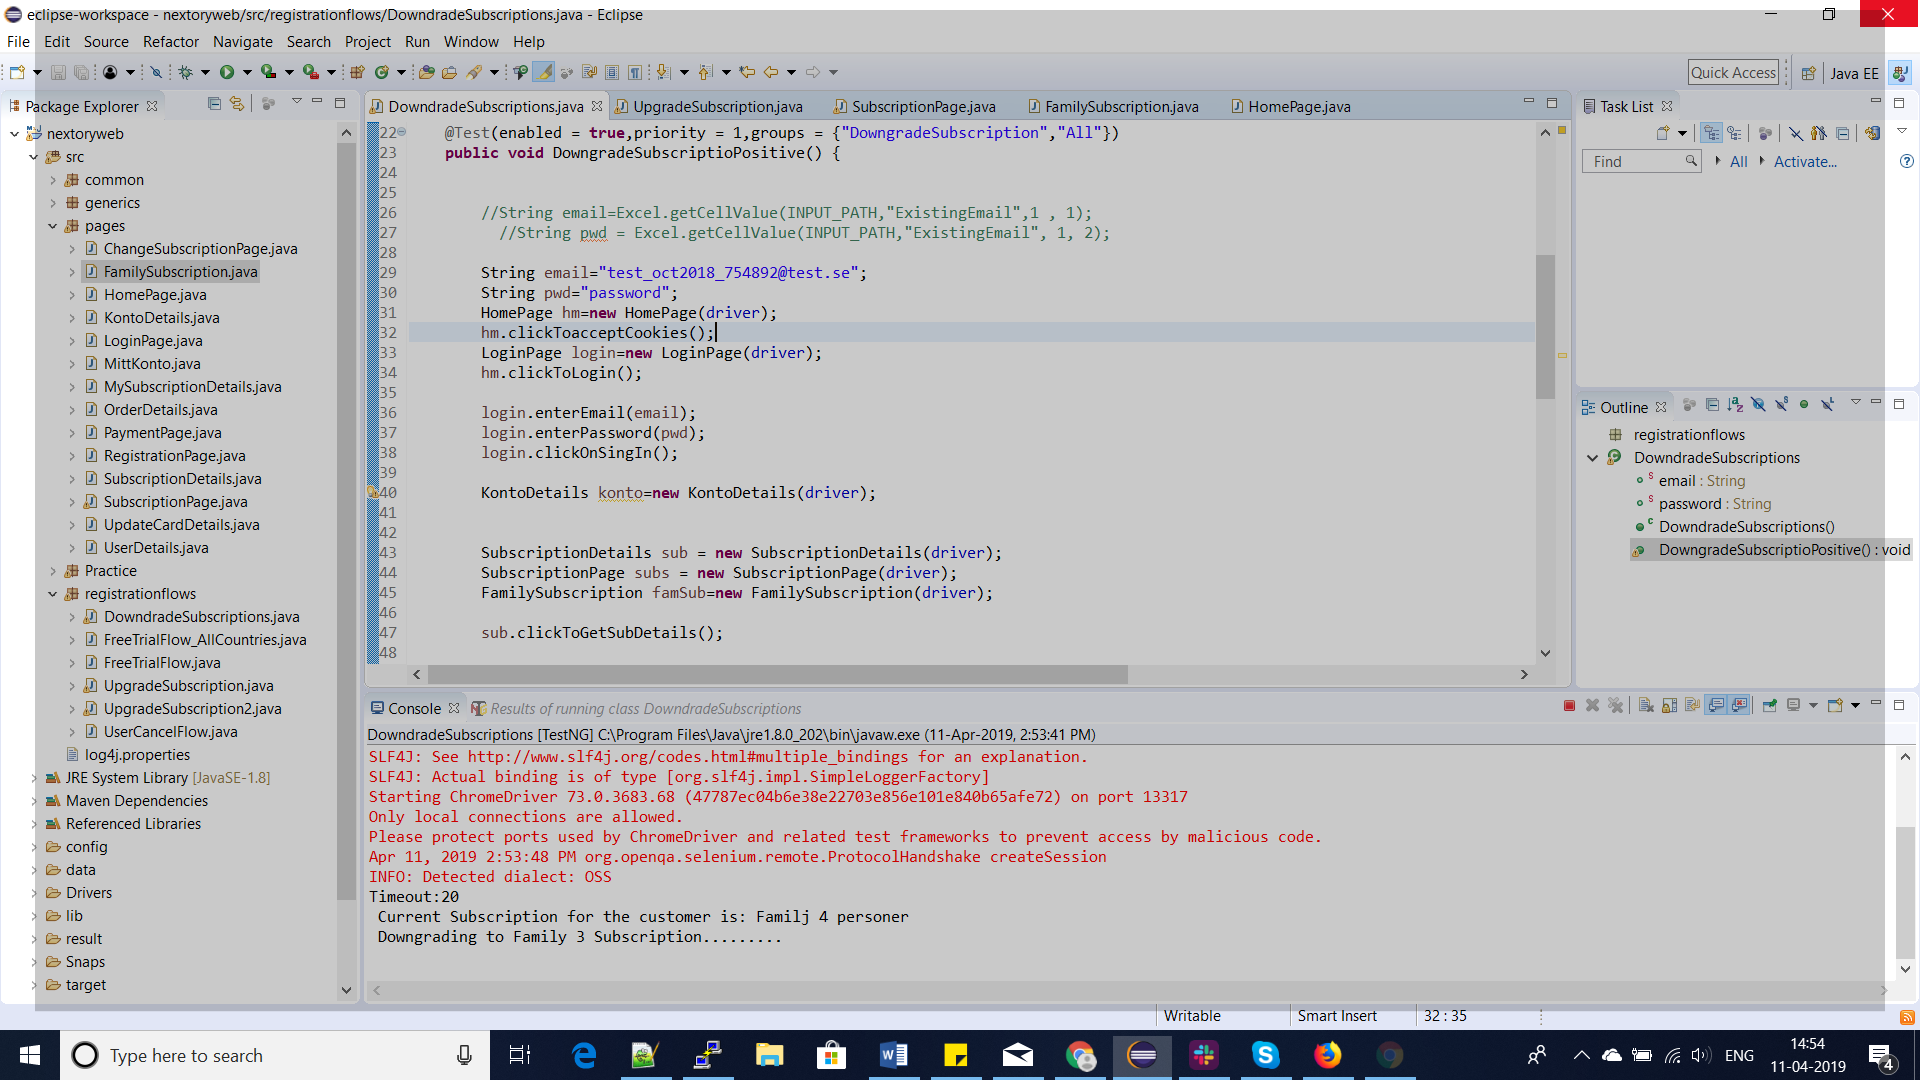 eclipse-workspace - nextoryweb/src/registrationflows/DowndradeSubscriptions.java - Eclipse
File Edit Source Refactor Navigate Search Project Run Window Help
Quick Access Java EE
Package Explorer
nextoryweb
src
common
generics
pages
ChangeSubscriptionPage.java
FamilySubscription.java
HomePage.java
KontoDetails.java
LoginPage.java
MittKonto.java
MySubscriptionDetails.java
OrderDetails.java
PaymentPage.java
RegistrationPage.java
SubscriptionDetails.java
SubscriptionPage.java
UpdateCardDetails.java
UserDetails.java
Practice
registrationflows
DowndradeSubscriptions.java
FreeTrialFlow_AllCountries.java
FreeTrialFlow.java
UpgradeSubscription.java
UpgradeSubscription2.java
UserCancelFlow.java
log4j.properties
JRE System Library [JavaSE-1.8]
Maven Dependencies
Referenced Libraries
config
data
Drivers
lib
result
Snaps
target
DowndradeSubscriptions.java UpgradeSubscription.java SubscriptionPage.java FamilySubscription.java HomePage.java
22 @Test(enabled = true,priority = 1,groups = {"DowngradeSubscription","All"})
23 public void DowngradeSubscriptioPositive() {
24
25
26 //String email=Excel.getCellValue(INPUT_PATH,"ExistingEmail",1 , 1);
27 //String pwd = Excel.getCellValue(INPUT_PATH,"ExistingEmail", 1, 2);
28
29 String email="test_oct2018_754892@test.se";
30 String pwd="password";
31 HomePage hm=new HomePage(driver);
32 hm.clickToacceptCookies();
33 LoginPage login=new LoginPage(driver);
34 hm.clickToLogin();
35
36 login.enterEmail(email);
37 login.enterPassword(pwd);
38 login.clickOnSingIn();
39
40 KontoDetails konto=new KontoDetails(driver);
41
42
43 SubscriptionDetails sub = new SubscriptionDetails(driver);
44 SubscriptionPage subs = new SubscriptionPage(driver);
45 FamilySubscription famSub=new FamilySubscription(driver);
46
47 sub.clickToGetSubDetails();
48
Task List
Find All Activate...
Outline
registrationflows
DowndradeSubscriptions
email : String
password : String
DowndradeSubscriptions()
DowngradeSubscriptioPositive() : void
Console Results of running class DowndradeSubscriptions
DowndradeSubscriptions [TestNG] C:\Program Files\Java\jre1.8.0_202\bin\javaw.exe (11-Apr-2019, 2:53:41 PM)
SLF4J: See http://www.slf4j.org/codes.html#multiple_bindings for an explanation.
SLF4J: Actual binding is of type [org.slf4j.impl.SimpleLoggerFactory]
Starting ChromeDriver 73.0.3683.68 (47787ec04b6e38e22703e856e101e840b65afe72) on port 13317
Only local connections are allowed.
Please protect ports used by ChromeDriver and related test frameworks to prevent access by malicious code.
Apr 11, 2019 2:53:48 PM org.openqa.selenium.remote.ProtocolHandshake createSession
INFO: Detected dialect: OSS
Timeout:20
Current Subscription for the customer is: Familj 4 personer
Downgrading to Family 3 Subscription.........
Writable Smart Insert 32 : 35
Type here to search
ENG
14:54
11-04-2019
4